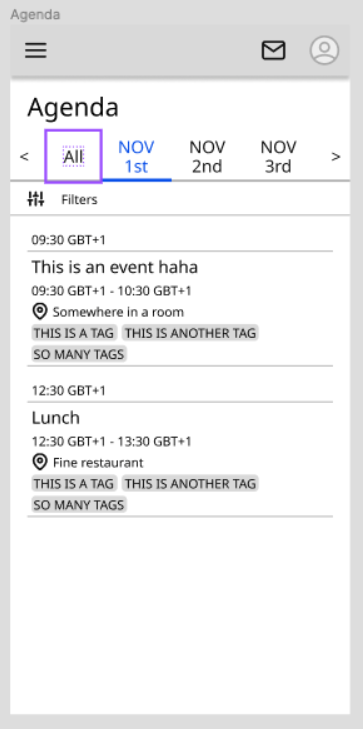 Agenda
Agenda
< All NOV 1st NOV 2nd NOV 3rd >
Filters
09:30 GBT+1
This is an event haha
09:30 GBT+1 - 10:30 GBT+1
Somewhere in a room
THIS IS A TAG THIS IS ANOTHER TAG
SO MANY TAGS
12:30 GBT+1
Lunch
12:30 GBT+1 - 13:30 GBT+1
Fine restaurant
THIS IS A TAG THIS IS ANOTHER TAG
SO MANY TAGS